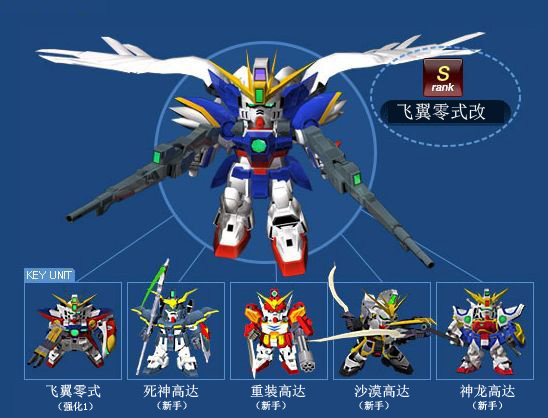 S
rank
飞翼零式改
KEY UNIT
飞翼零式
(强化1)
死神高达
(新手)
重装高达
(新手)
沙漠高达
(新手)
神龙高达
(新手)